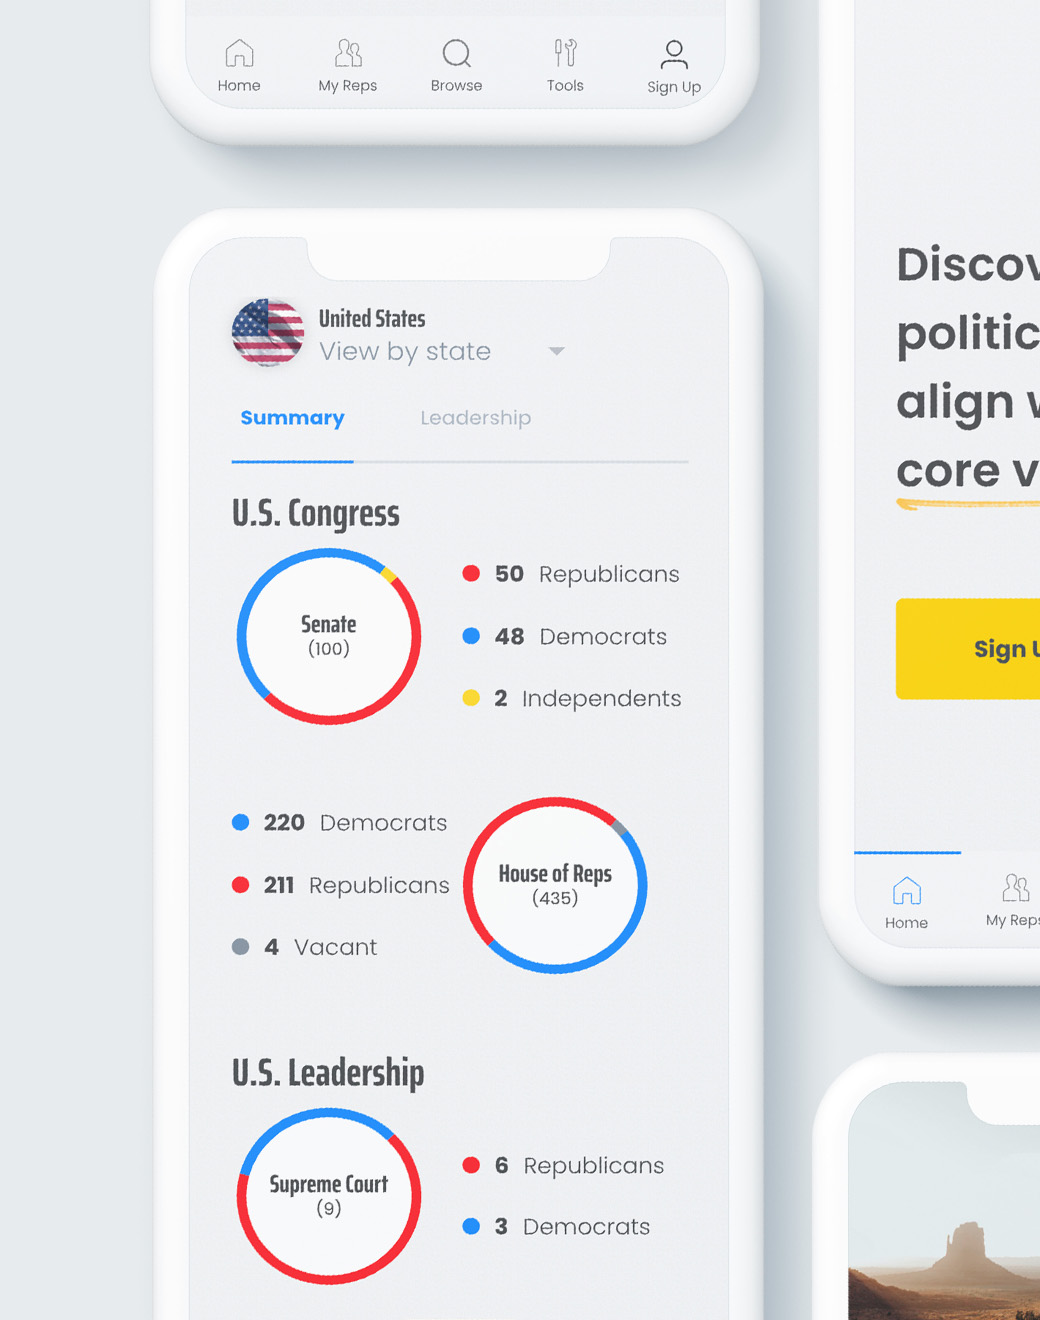 Home
My Reps
Browse
Tools
Sign Up
United States
View by state
Summary
Leadership
U.S. Congress
Senate
(100)
50 Republicans
48 Democrats
2 Independents
220 Democrats
211 Republicans
4 Vacant
House of Reps
(435)
U.S. Leadership
Supreme Court
(9)
6 Republicans
3 Democrats
align
core
Sign
Home
My Reps